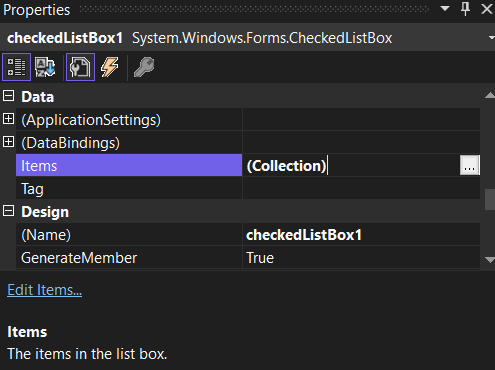 Properties
checkedListBox1 System.Windows.Forms.CheckedListBox
Data
(ApplicationSettings)
(DataBindings)
Items (Collection) ...
Tag
Design
(Name) checkedListBox1
GenerateMember True
Edit Items...
Items
The items in the list box.